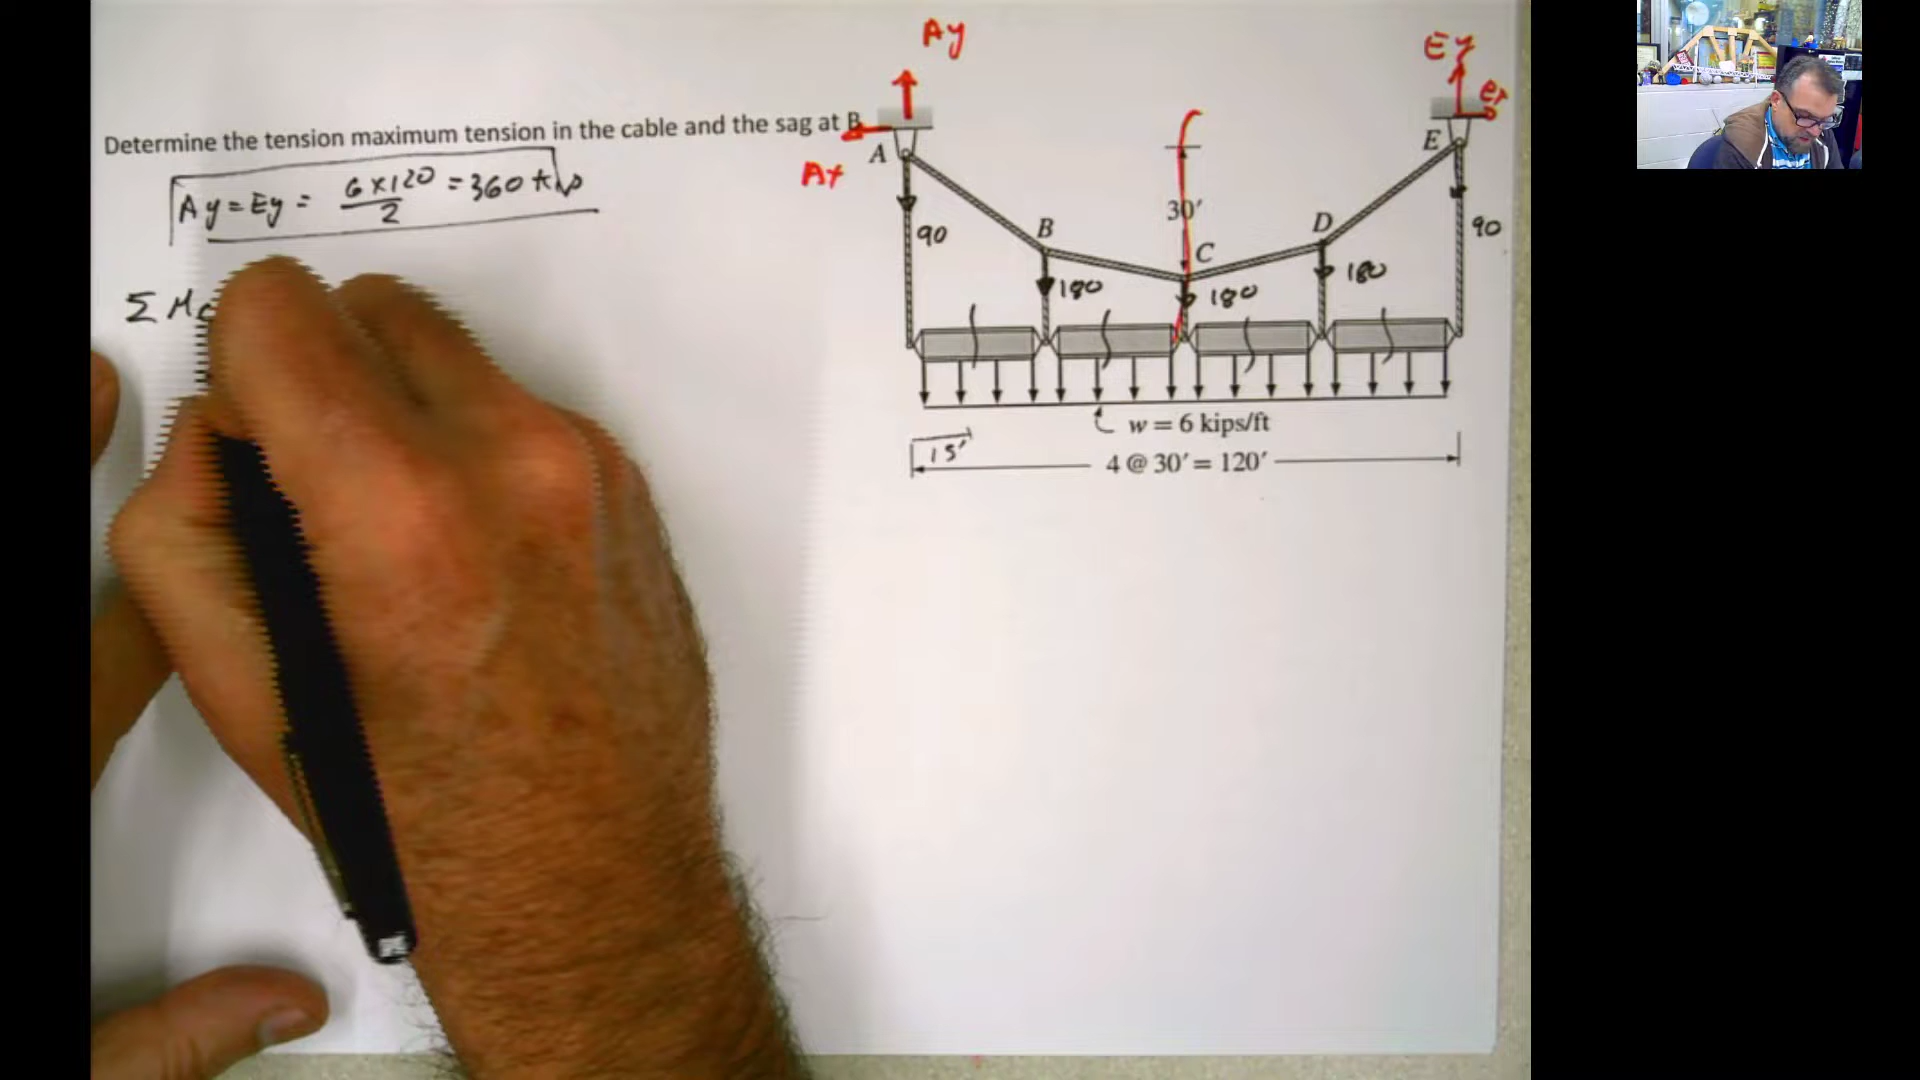 Determine the tension maximum tension in the cable and the sag at B
Ay = Ey = 6 x 120 / 2 = 360 kip
Σ Mc
Ay
Ax
Ey
A
E
90
90
B
D
30'
C
180
180
180
w = 6 kips/ft
15'
4 @ 30' = 120'